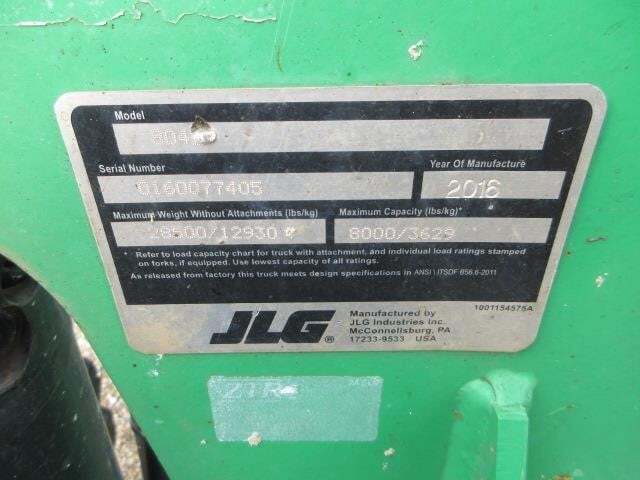 Model
Serial Number
0160077405
Year Of Manufacture
2016
Maximum Weight Without Attachments (lbs/kg)
28500/12930
Maximum Capacity (lbs/kg)*
8000/3629
* Refer to load capacity chart for truck with attachment, and individual load ratings stamped
on forks, if equipped. Use lowest capacity of all ratings.
As released from factory this truck meets design specifications in ANSI \ ITSDF B56.6-2011
1001154575A
JLG®
Manufactured by
JLG Industries Inc.
McConnellsburg, PA
17233-9533 USA